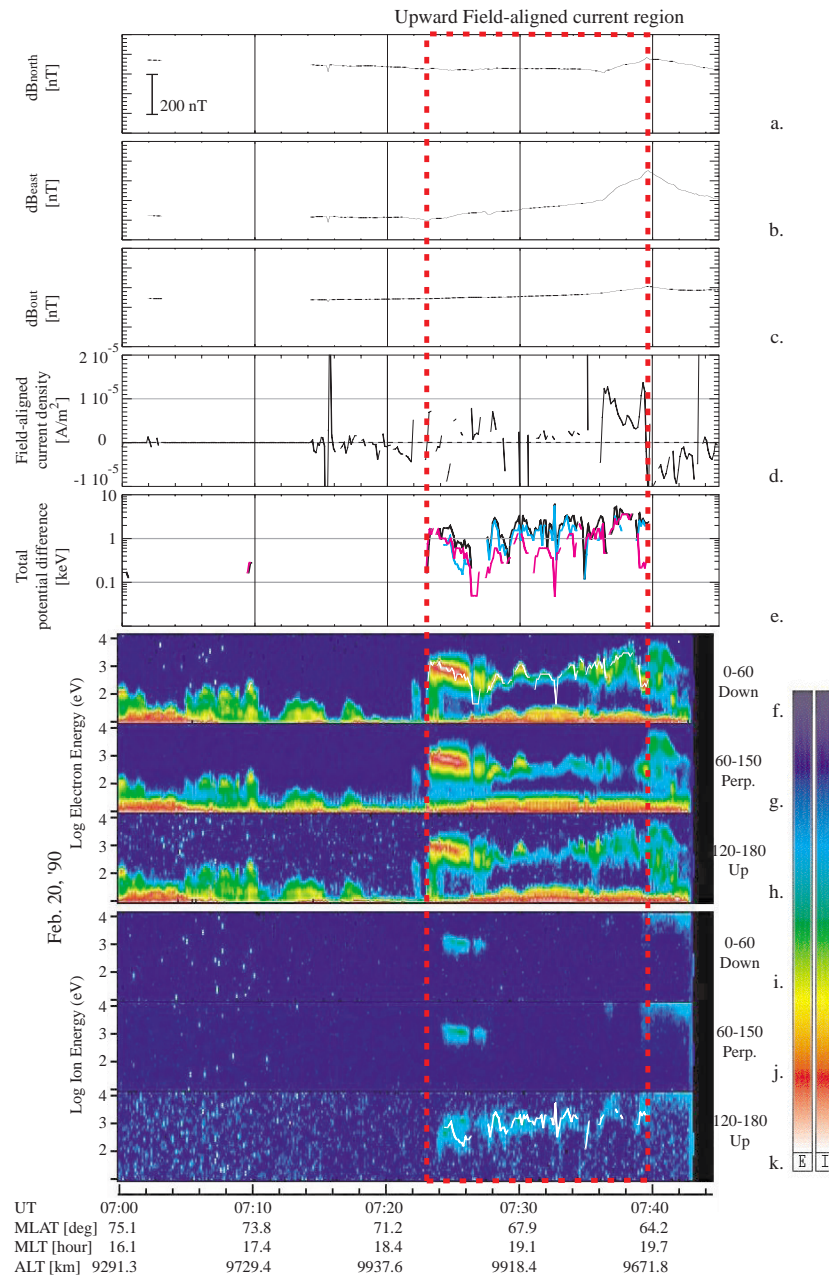 Upward Field-aligned current region
dBnorth
[nT]
200 nT
a.
dBeast
[nT]
b.
dBout
[nT]
c.
2 10^-5
1 10^-5
0
-1 10^-5
Field-aligned
current density
[A/m^2]
d.
10
1
0.1
Total
potential difference
[keV]
e.
4
3
2
0-60
Down
f.
4
3
2
Log Electron Energy (eV)
60-150
Perp.
g.
4
3
2
1
120-180
Up
h.
Feb. 20, '90
4
3
2
0-60
Down
i.
4
3
2
Log Ion Energy (eV)
60-150
Perp.
j.
4
3
2
1
120-180
Up
k.
E I
UT 07:00 07:10 07:20 07:30 07:40
MLAT [deg] 75.1 73.8 71.2 67.9 64.2
MLT [hour] 16.1 17.4 18.4 19.1 19.7
ALT [km] 9291.3 9729.4 9937.6 9918.4 9671.8